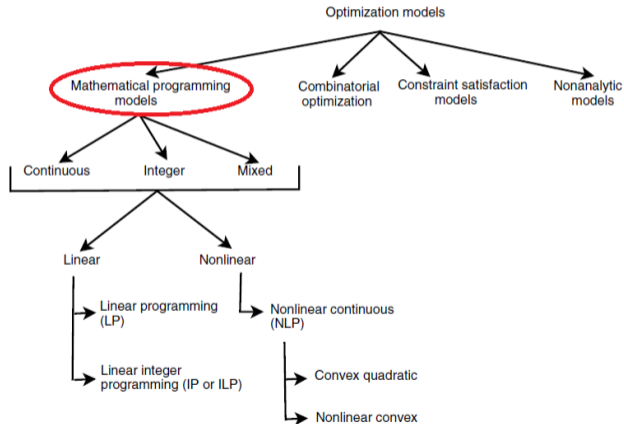 Optimization models
Mathematical programming
models
Combinatorial
optimization
Constraint satisfaction
models
Nonanalytic
models
Continuous
Integer
Mixed
Linear
Nonlinear
Linear programming
(LP)
Nonlinear continuous
(NLP)
Linear integer
programming (IP or ILP)
Convex quadratic
Nonlinear convex